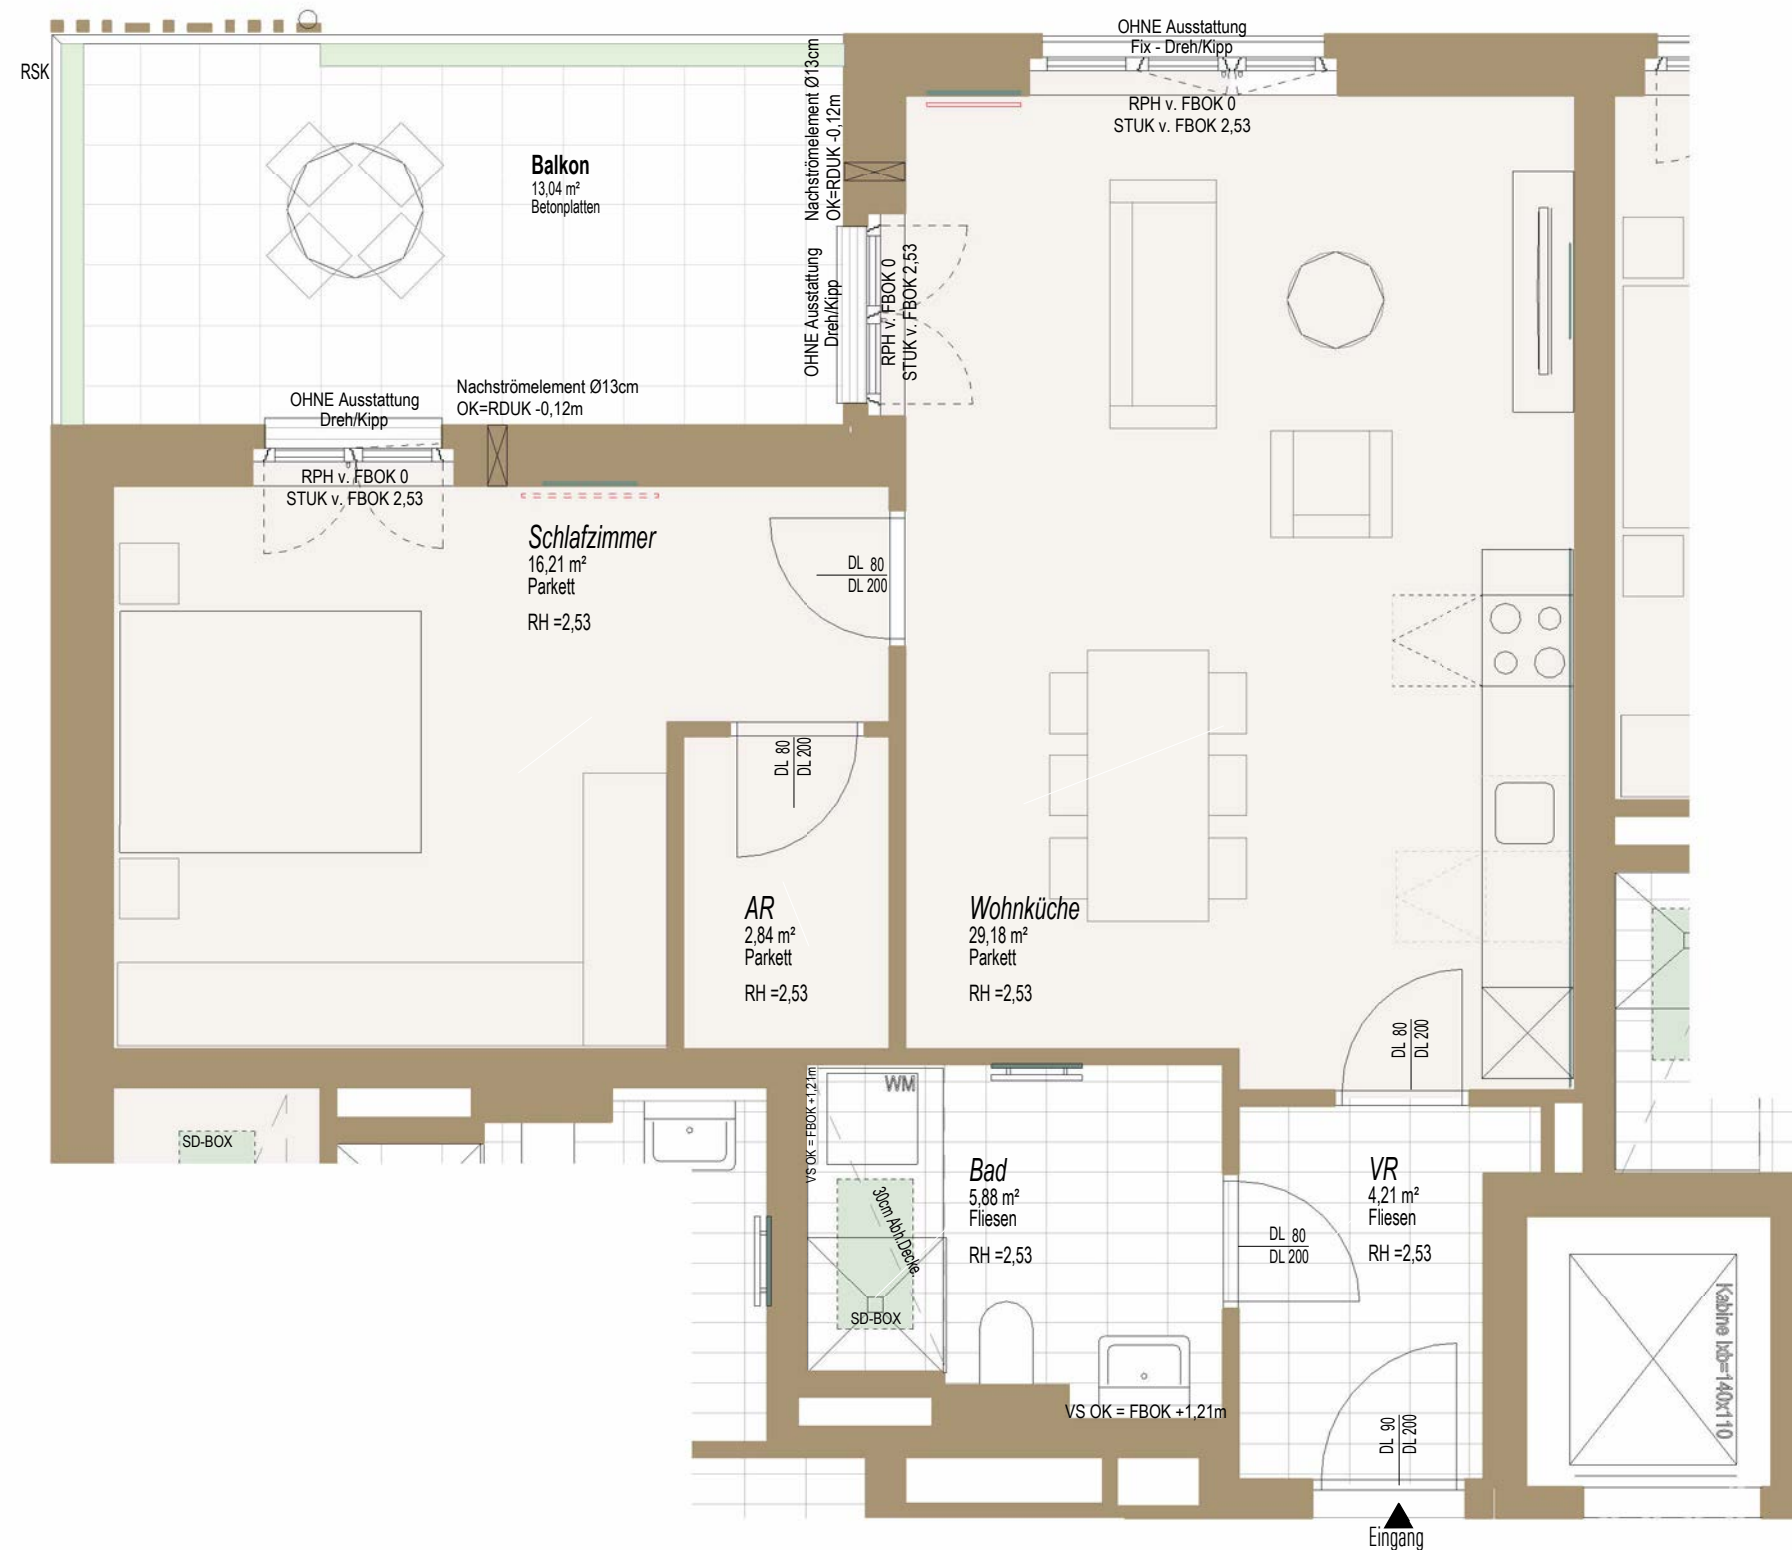 OHNE Ausstattung
Fix - Dreh/Kipp
RSK
Nachströmelement Ø13cm
OK=RDUK -0,12m
RPH v. FBOK 0
STUK v. FBOK 2,53
Balkon
13,04 m²
Betonplatten
OHNE Ausstattung
Dreh/Kipp
RPH v. FBOK 0
STUK v. FBOK 2,53
Nachströmelement Ø13cm
OK=RDUK -0,12m
OHNE Ausstattung
Dreh/Kipp
RPH v. FBOK 0
STUK v. FBOK 2,53
Schlafzimmer
16,21 m²
Parkett
RH =2,53
DL 80
DL 200
DL 80
DL 200
AR
2,84 m²
Parkett
RH =2,53
Wohnküche
29,18 m²
Parkett
RH =2,53
DL 80
DL 200
VS OK = FBOK +1,21m
WM
SD-BOX
30cm Abh.Decke
Bad
5,88 m²
Fliesen
RH =2,53
VR
4,21 m²
Fliesen
RH =2,53
DL 80
DL 200
SD-BOX
Kabine lxb=140x110
VS OK = FBOK +1,21m
DL 90
DL 200
Eingang